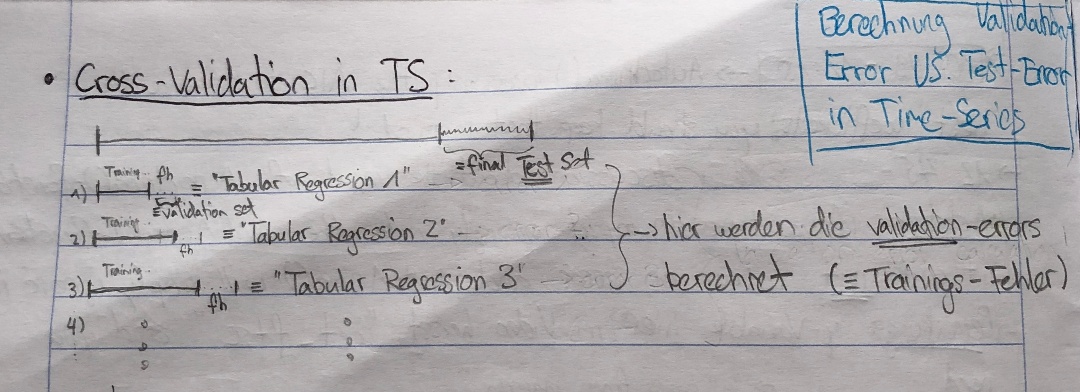 Berechnung Validation
Error VS. Test-Error
in Time-Series
• Cross-Validation in TS :
≡ final Test Set
1) Training.. fh ≡ "Tabular Regression 1"
≡ validation set
2) Training.. fh ≡ "Tabular Regression 2"
3) Training.. fh ≡ "Tabular Regression 3"
→ hier werden die validation-errors
berechnet (≡ Trainings-Fehler)
4)